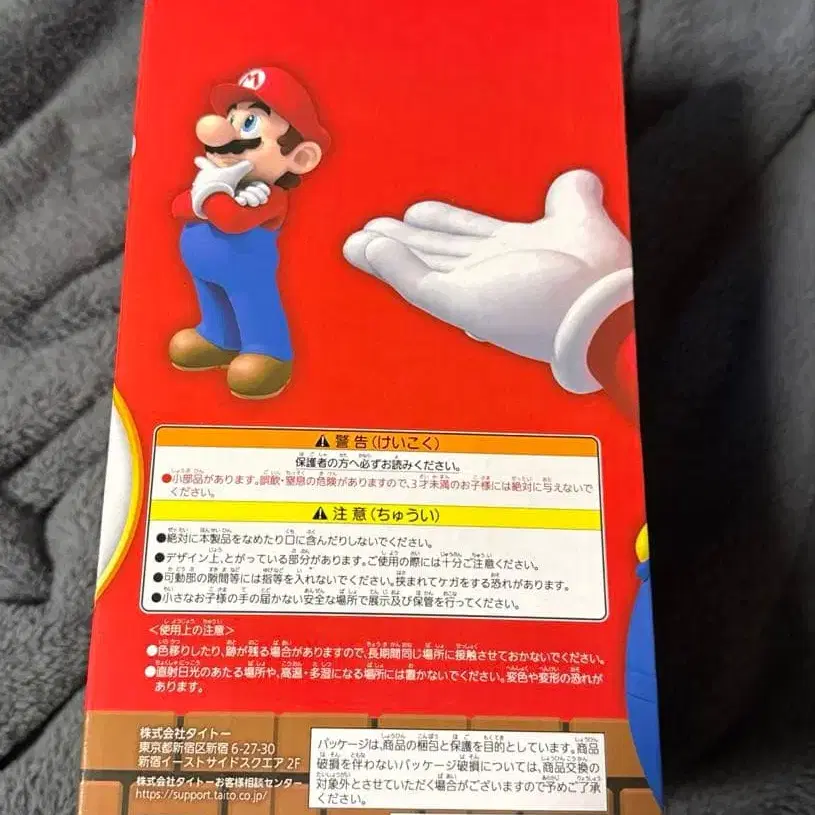 M
⚠ 警告(けいこく)
保護者の方へ必ずお読みください。
●小部品があります。誤飲・窒息の危険がありますので、3才未満のお子様には絶対に与えないで
ください。
⚠ 注意(ちゅうい)
●絶対に本製品をなめたり口に含んだりしないでください。
●デザイン上、とがっている部分があります。ご使用の際には十分ご注意ください。
●可動部の隙間等には指等を入れないでください。挟まれてケガをする恐れがあります。
●小さなお子様の手の届かない安全な場所で展示及び保管を行ってください。
<使用上の注意>
●色移りしたり、跡が残る場合がありますので、長期間同じ場所に接触させておかないでください。
●直射日光のあたる場所や、高温・多湿になる場所には置かないでください。変色や変形の恐れが
あります。
株式会社タイトー
東京都新宿区新宿 6-27-30
新宿イーストサイドスクエア 2F
株式会社タイトーお客様相談センター
https://support.taito.co.jp/
パッケージは、商品の梱包と保護を目的としています。商品
破損を伴わないパッケージ破損については、商品交換の
対象外とさせていただく場合がございますので予めご了承
ください。